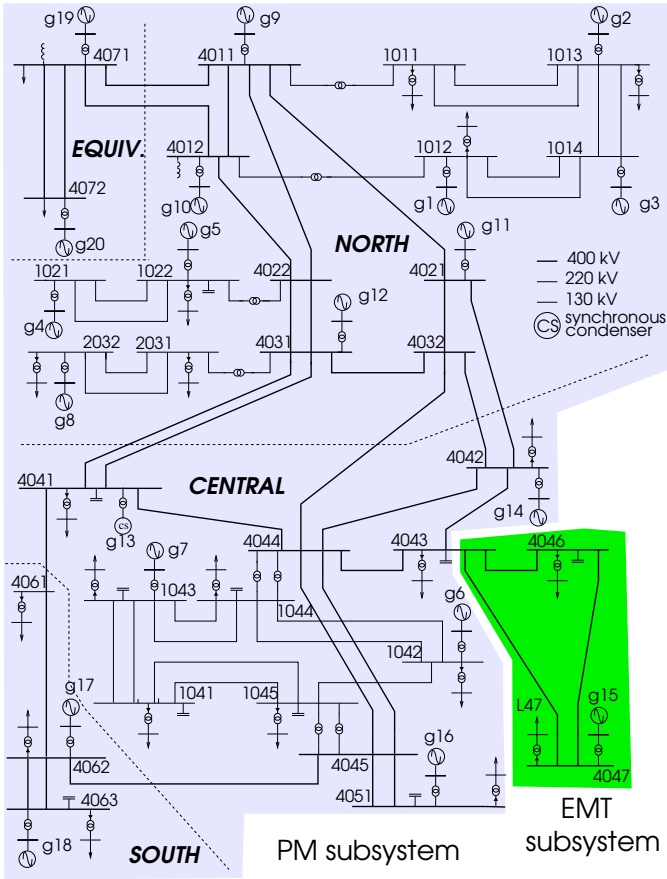 g19
g9
g2
4071
4011
1011
1013
EQUIV.
4012
1012
1014
4072
g10
g1
g3
g20
g5
g11
NORTH
1021
1022
4022
4021
400 kV
220 kV
130 kV
CS synchronous
condenser
g4
g12
2032
2031
4031
4032
g8
4042
4041
CENTRAL
g14
CS
g13
g7
4044
4043
4046
4061
1043
1044
g6
1042
g17
1041
1045
L47
g15
g16
4062
4045
4047
4063
4051
g18
SOUTH
PM subsystem
EMT
subsystem